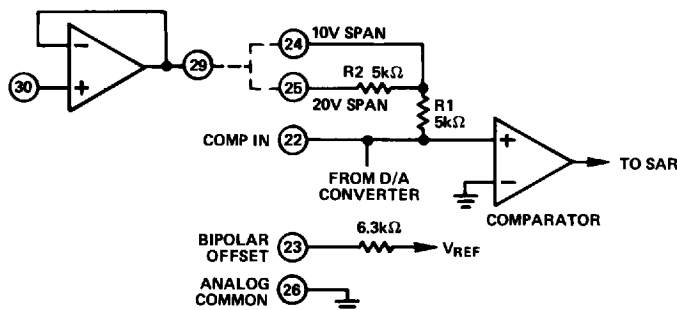 24 10V SPAN
29
30
25 R2 5kΩ
20V SPAN
R1
5kΩ
COMP IN 22
TO SAR
FROM D/A
CONVERTER
COMPARATOR
6.3kΩ
BIPOLAR
OFFSET 23 VREF
ANALOG
COMMON 26